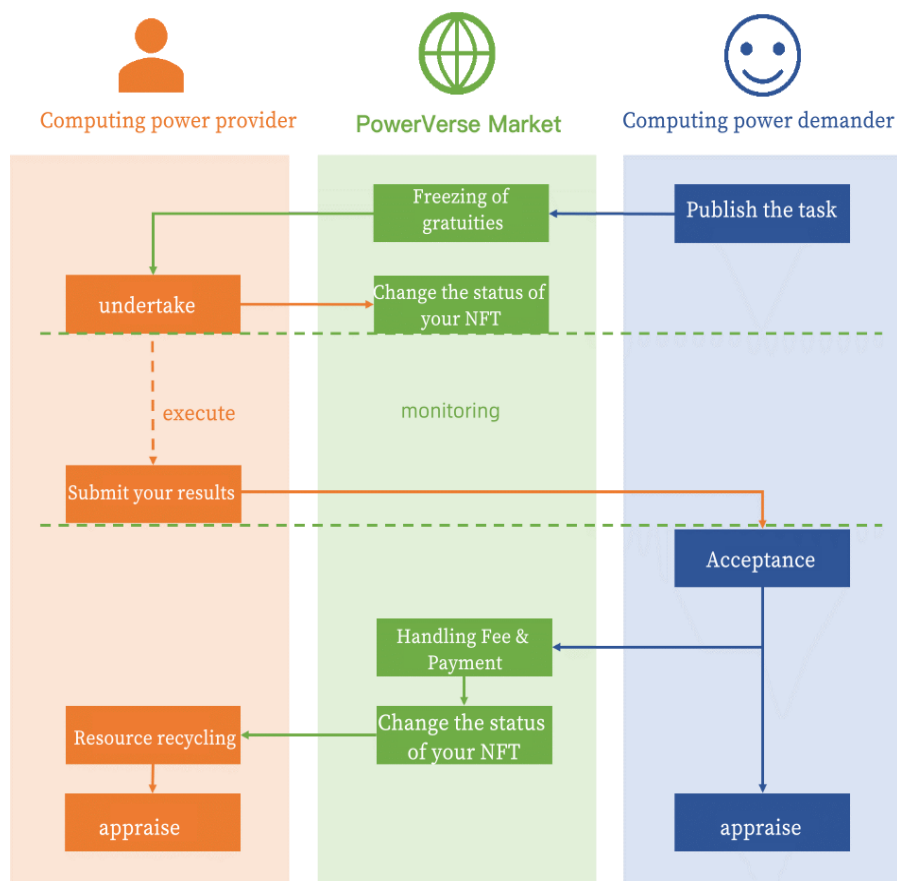 Computing power provider
PowerVerse Market
Computing power demander
Freezing of
gratuities
Publish the task
undertake
Change the status of
your NFT
execute
monitoring
Submit your results
Acceptance
Handling Fee &
Payment
Resource recycling
Change the status
of your NFT
appraise
appraise